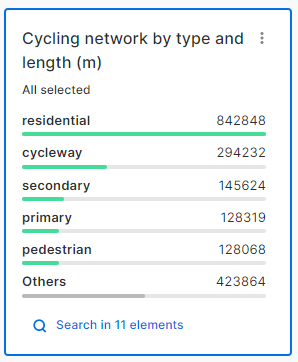 Cycling network by type and
length (m)
All selected
residential 842848
cycleway 294232
secondary 145624
primary 128319
pedestrian 128068
Others 423864
Search in 11 elements